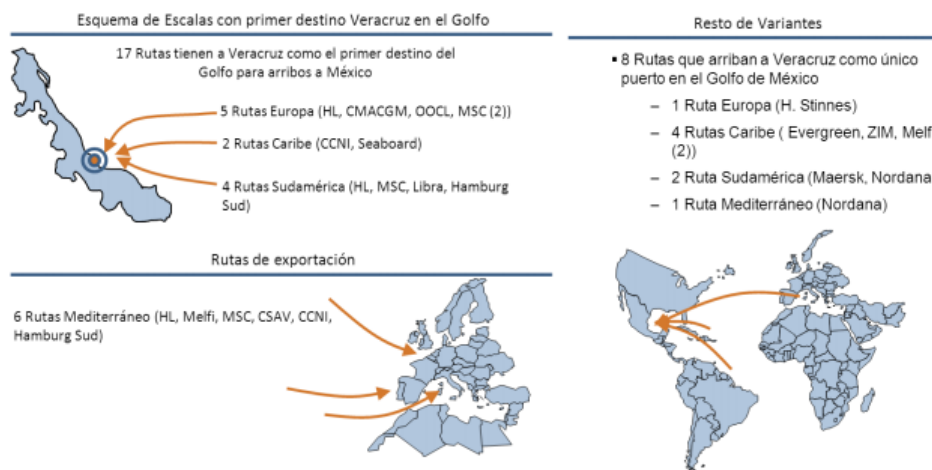 Esquema de Escalas con primer destino Veracruz en el Golfo
17 Rutas tienen a Veracruz como el primer destino del
Golfo para arribos a México
5 Rutas Europa (HL, CMACGM, OOCL, MSC (2))
2 Rutas Caribe (CCNI, Seaboard)
4 Rutas Sudamérica (HL, MSC, Libra, Hamburg
Sud)
Rutas de exportación
6 Rutas Mediterráneo (HL, Melfi, MSC, CSAV, CCNI,
Hamburg Sud)
Resto de Variantes
▪ 8 Rutas que arriban a Veracruz como único
puerto en el Golfo de México
– 1 Ruta Europa (H. Stinnes)
– 4 Rutas Caribe ( Evergreen, ZIM, Melf
(2))
– 2 Ruta Sudamérica (Maersk, Nordana
– 1 Ruta Mediterráneo (Nordana)